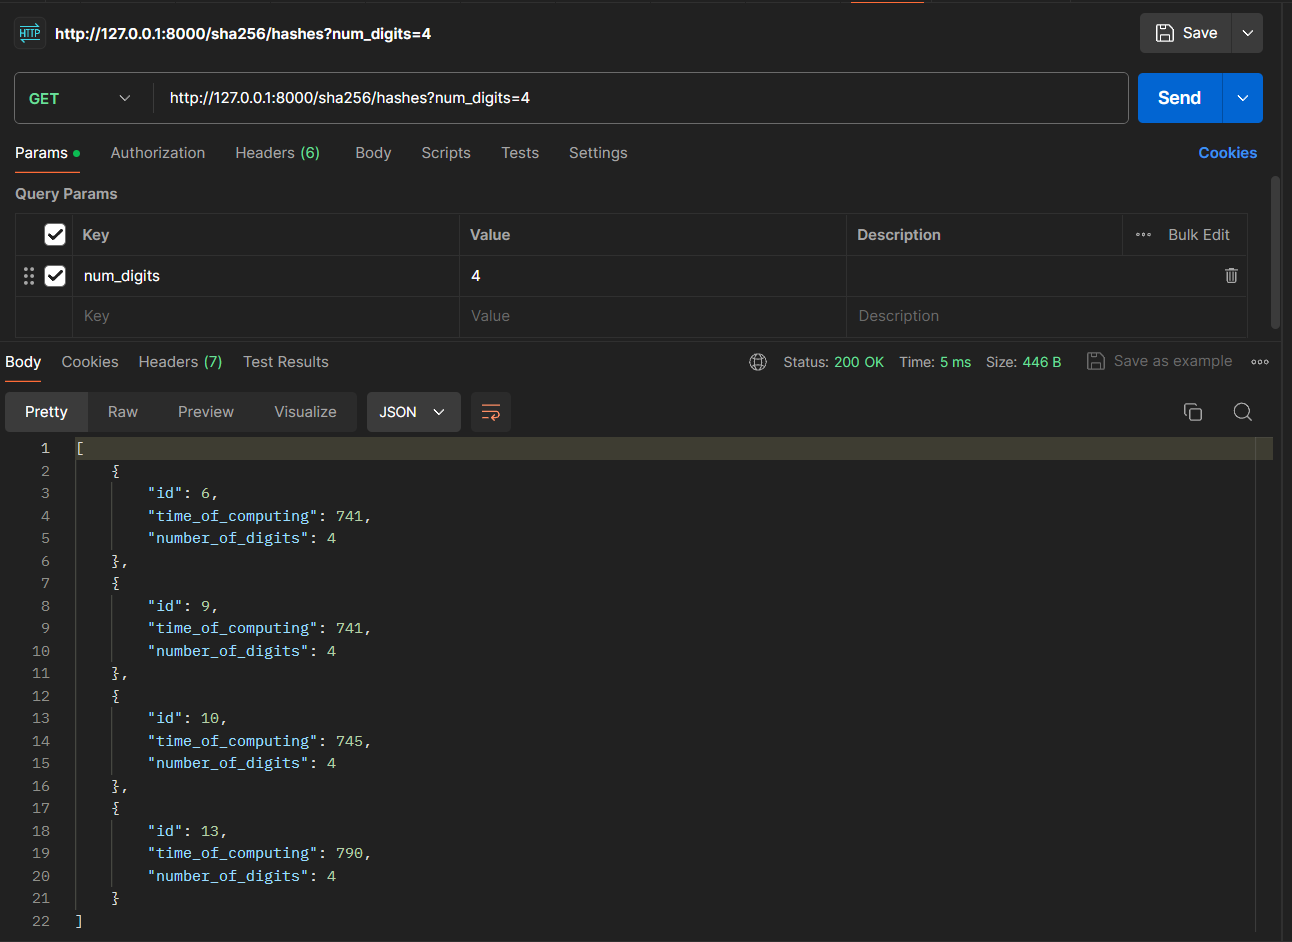 HTTP http://127.0.0.1:8000/sha256/hashes?num_digits=4 Save
GET http://127.0.0.1:8000/sha256/hashes?num_digits=4 Send
Params Authorization Headers (6) Body Scripts Tests Settings Cookies
Query Params
Key Value Description Bulk Edit
num_digits 4
Key Value Description
Body Cookies Headers (7) Test Results Status: 200 OK Time: 5 ms Size: 446 B Save as example
Pretty Raw Preview Visualize JSON
1 [
2 {
3 "id": 6,
4 "time_of_computing": 741,
5 "number_of_digits": 4
6 },
7 {
8 "id": 9,
9 "time_of_computing": 741,
10 "number_of_digits": 4
11 },
12 {
13 "id": 10,
14 "time_of_computing": 745,
15 "number_of_digits": 4
16 },
17 {
18 "id": 13,
19 "time_of_computing": 790,
20 "number_of_digits": 4
21 }
22 ]